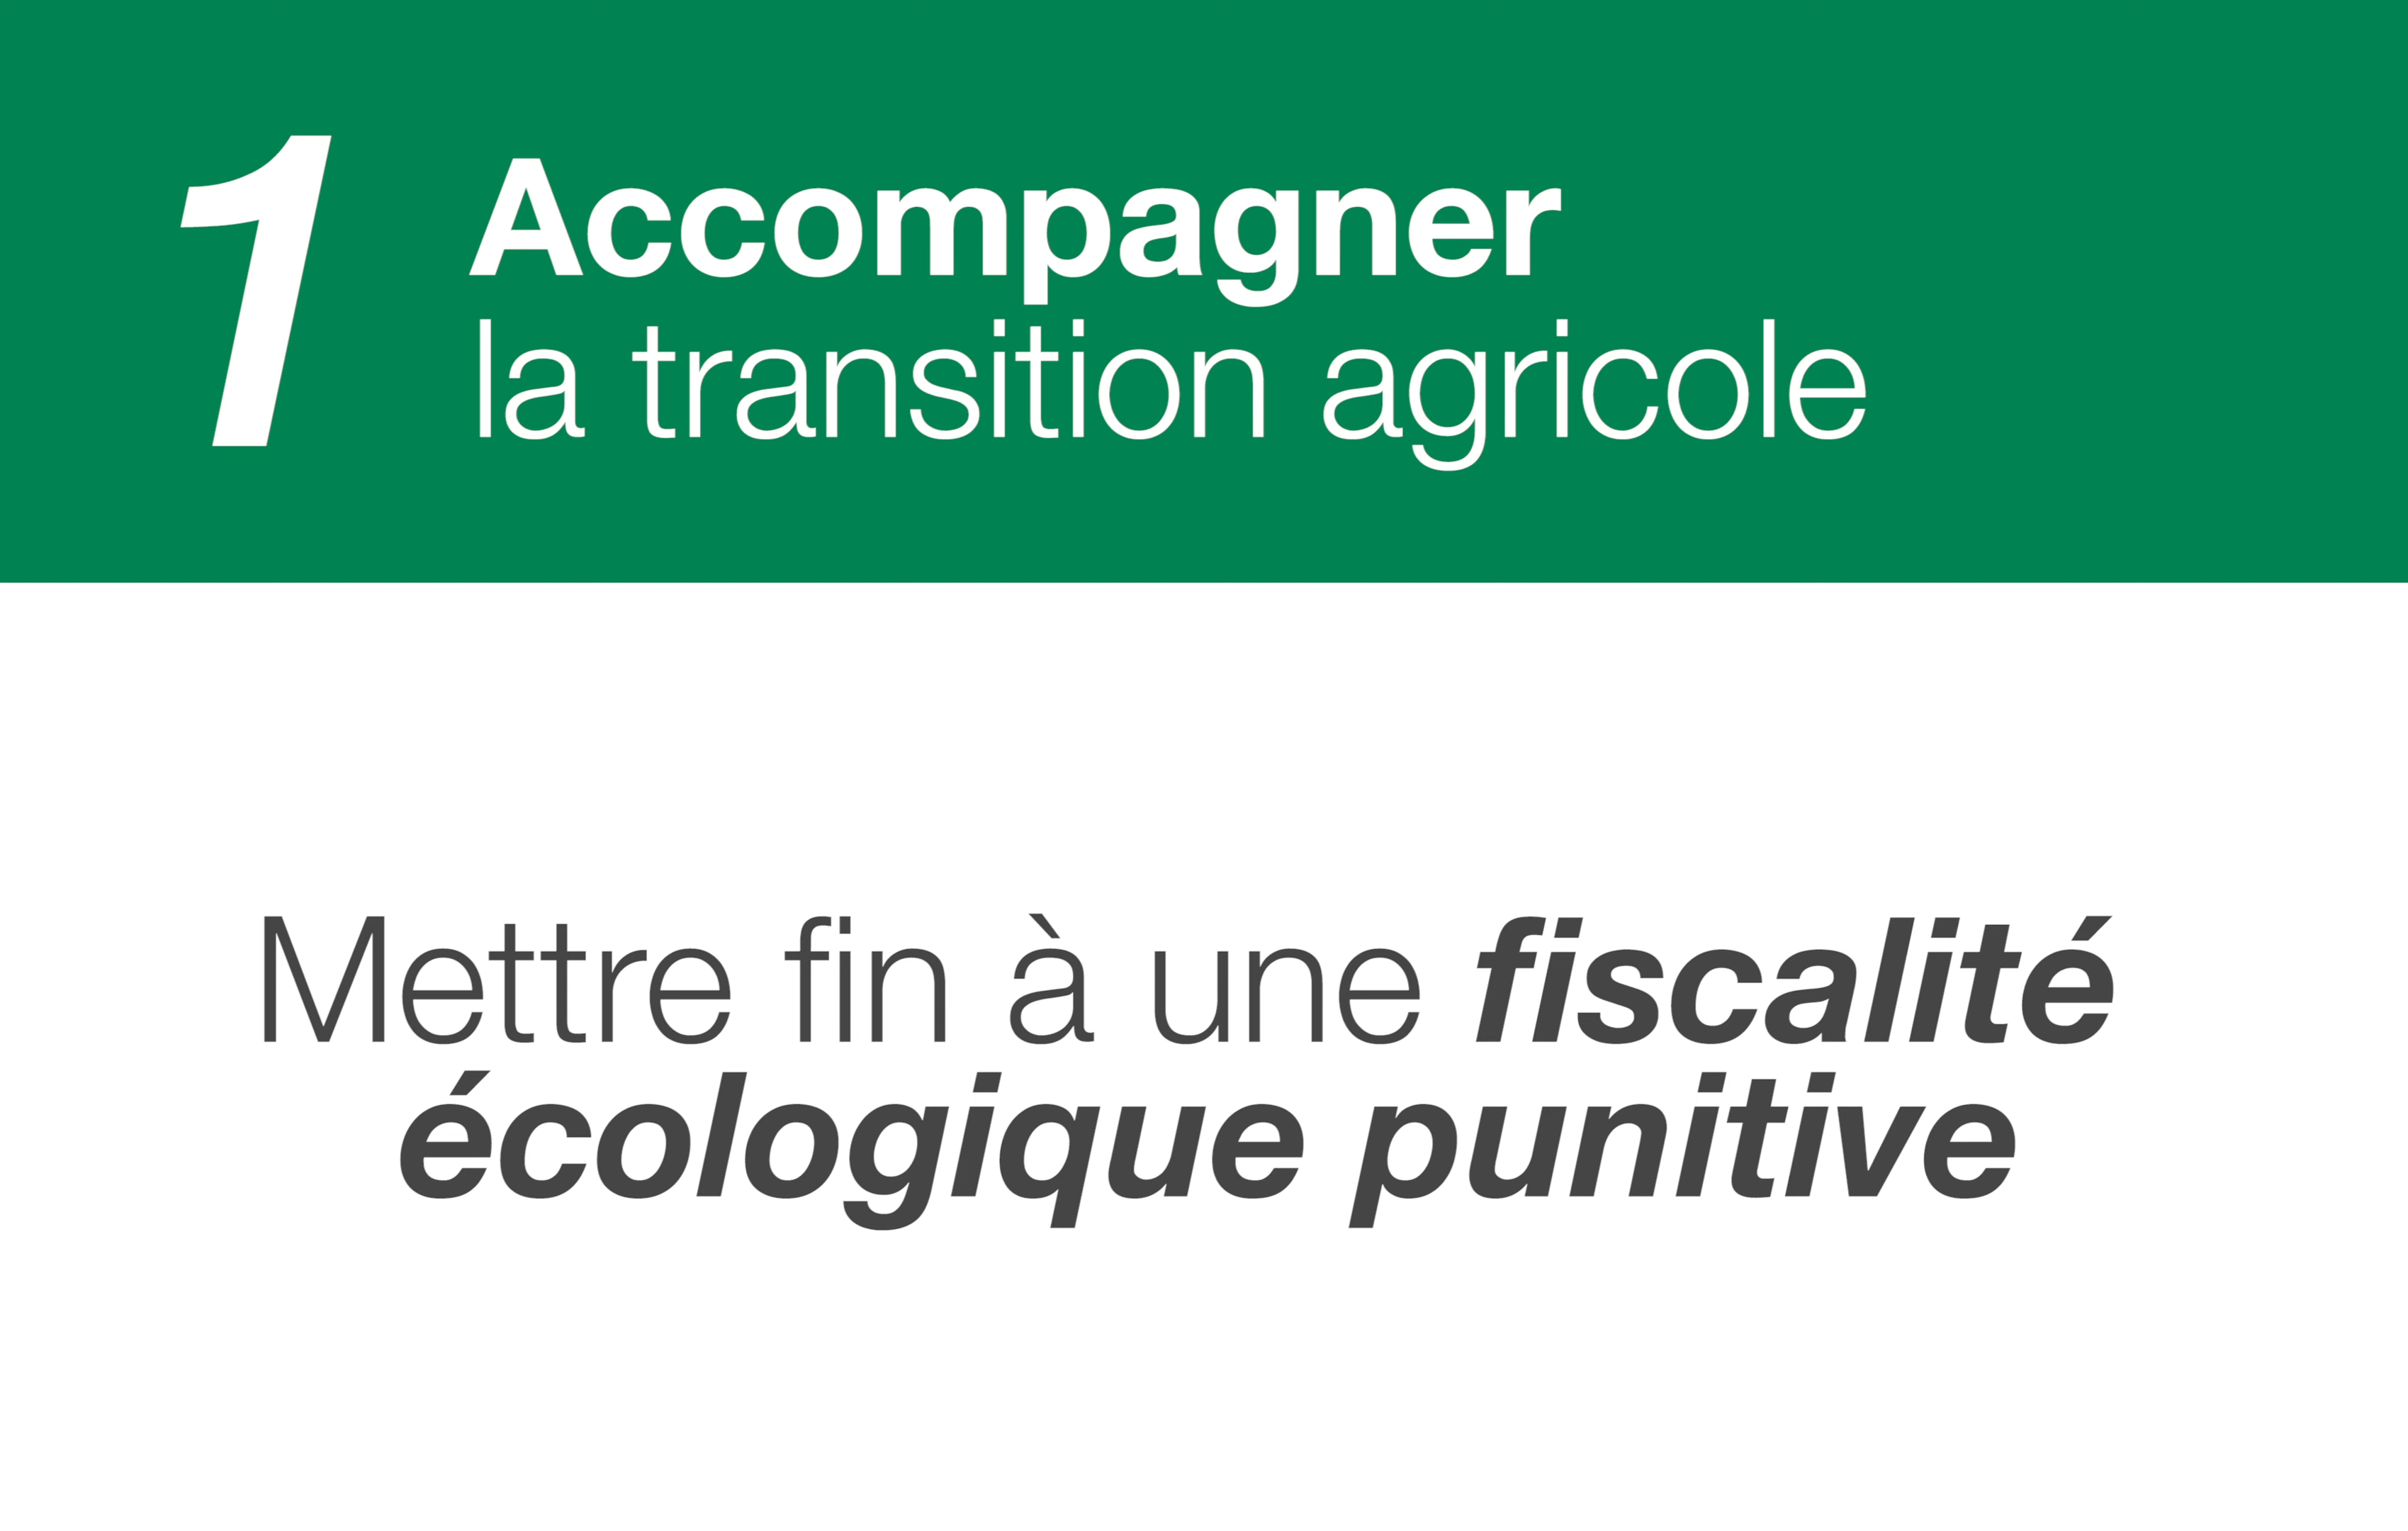 1
Accompagner
la transition agricole
Mettre fin à une fiscalité
écologique punitive